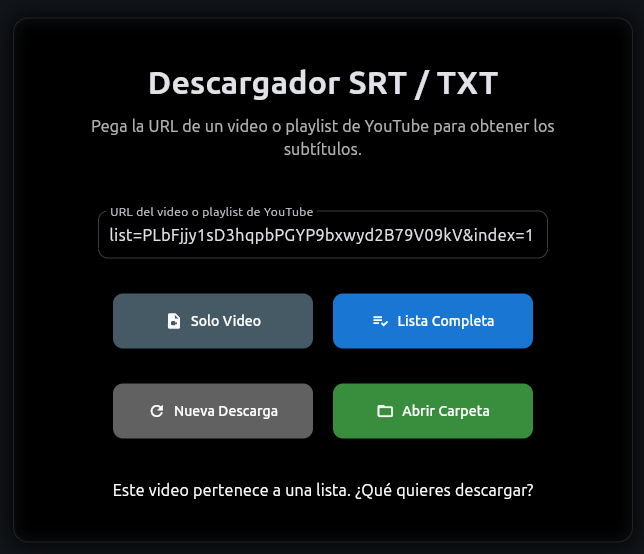 Descargador SRT / TXT
Pega la URL de un video o playlist de YouTube para obtener los
subtítulos.
URL del video o playlist de YouTube
list=PLbFjjy1sD3hqpbPGYP9bxwyd2B79V09kV&index=1
Solo Video
Lista Completa
Nueva Descarga
Abrir Carpeta
Este video pertenece a una lista. ¿Qué quieres descargar?